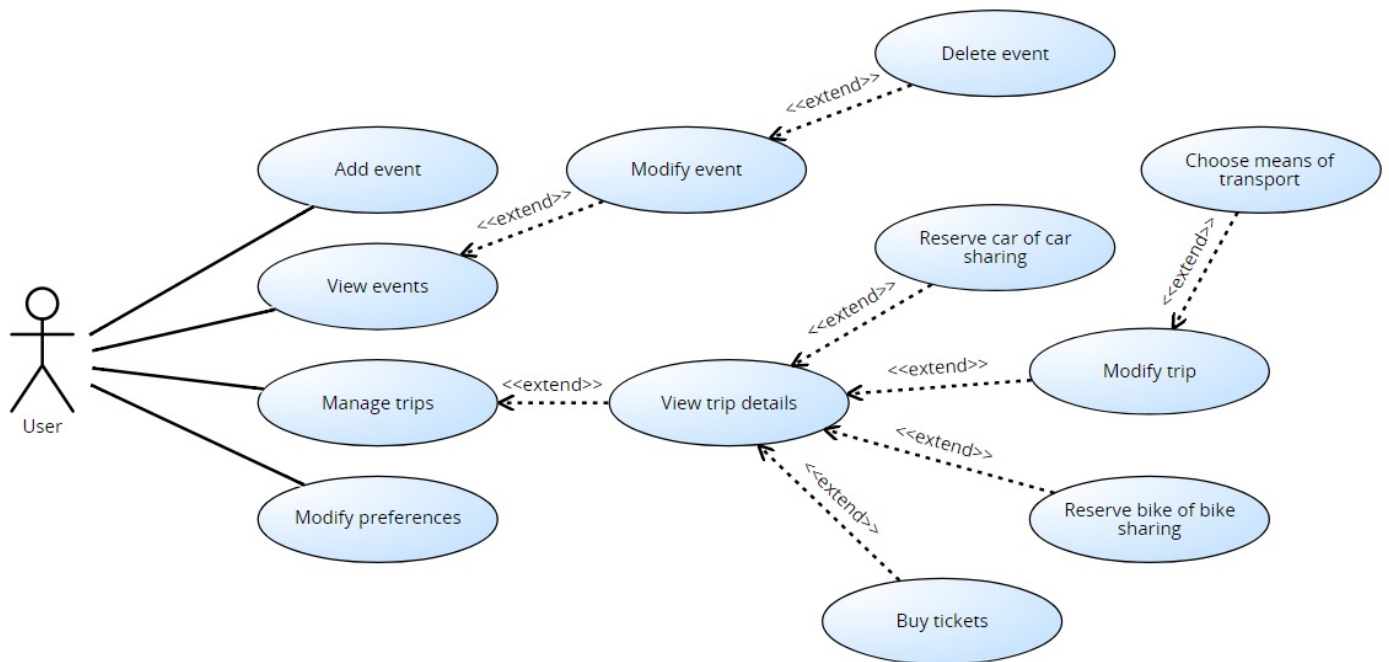 Delete event
<<extend>>
Add event
Modify event
Choose means of
transport
<<extend>>
Reserve car of car
sharing
<<extend>>
View events
<<extend>>
User
Manage trips
<<extend>>
View trip details
<<extend>>
Modify trip
<<extend>>
Modify preferences
<<extend>>
Reserve bike of bike
sharing
Buy tickets